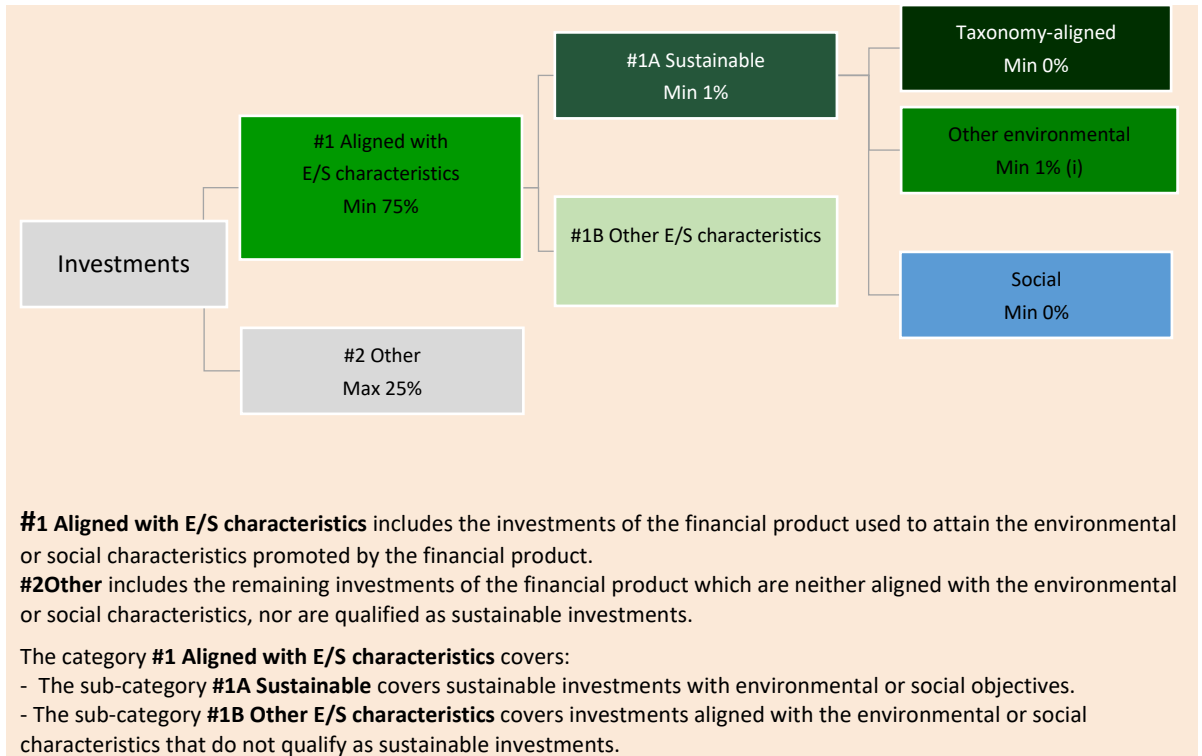 Taxonomy-aligned
Min 0%
#1A Sustainable
Min 1%
#1 Aligned with
E/S characteristics
Min 75%
Other environmental
Min 1% (i)
#1B Other E/S characteristics
Investments
Social
Min 0%
#2 Other
Max 25%
#1 Aligned with E/S characteristics includes the investments of the financial product used to attain the environmental
or social characteristics promoted by the financial product.
#2Other includes the remaining investments of the financial product which are neither aligned with the environmental
or social characteristics, nor are qualified as sustainable investments.
The category #1 Aligned with E/S characteristics covers:
- The sub-category #1A Sustainable covers sustainable investments with environmental or social objectives.
- The sub-category #1B Other E/S characteristics covers investments aligned with the environmental or social
characteristics that do not qualify as sustainable investments.